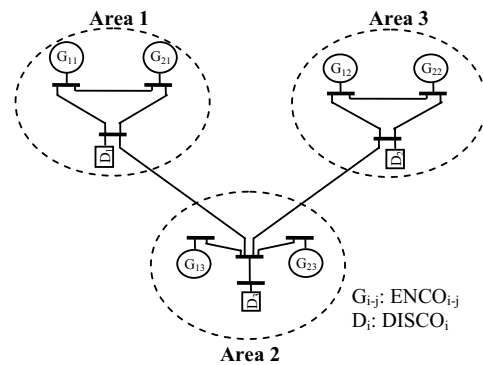 Area 1
Area 3
G₁₁
G₂₁
G₁₂
G₂₂
D₁
D₂
G₁₃
G₂₃
D₃
Gᵢ₋ⱼ: ENCOᵢ₋ⱼ
Dᵢ: DISCOᵢ
Area 2